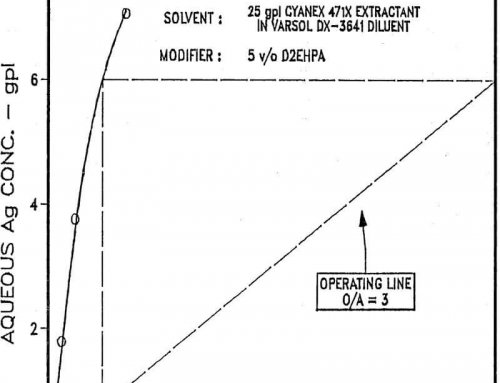 SOLVENT : 25 gpl CYANEX 471X EXTRACTANT
IN VARSOL DX-3641 DILUENT
MODIFIER : 5 v/o D2EHPA
AQUEOUS Ag CONC. - gpl
6
4
2
OPERATING LINE
O/A = 3